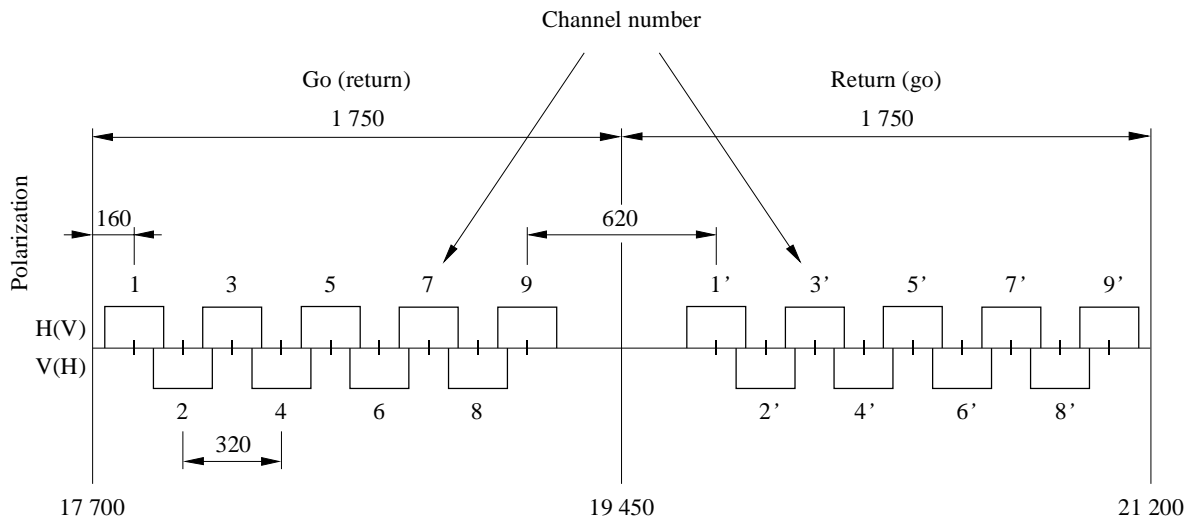 Channel number
Go (return)
Return (go)
1 750
1 750
Polarization
160
620
1 3 5 7 9 1’ 3’ 5’ 7’ 9’
H(V)
V(H)
2 4 6 8 2’ 4’ 6’ 8’
320
17 700
19 450
21 200